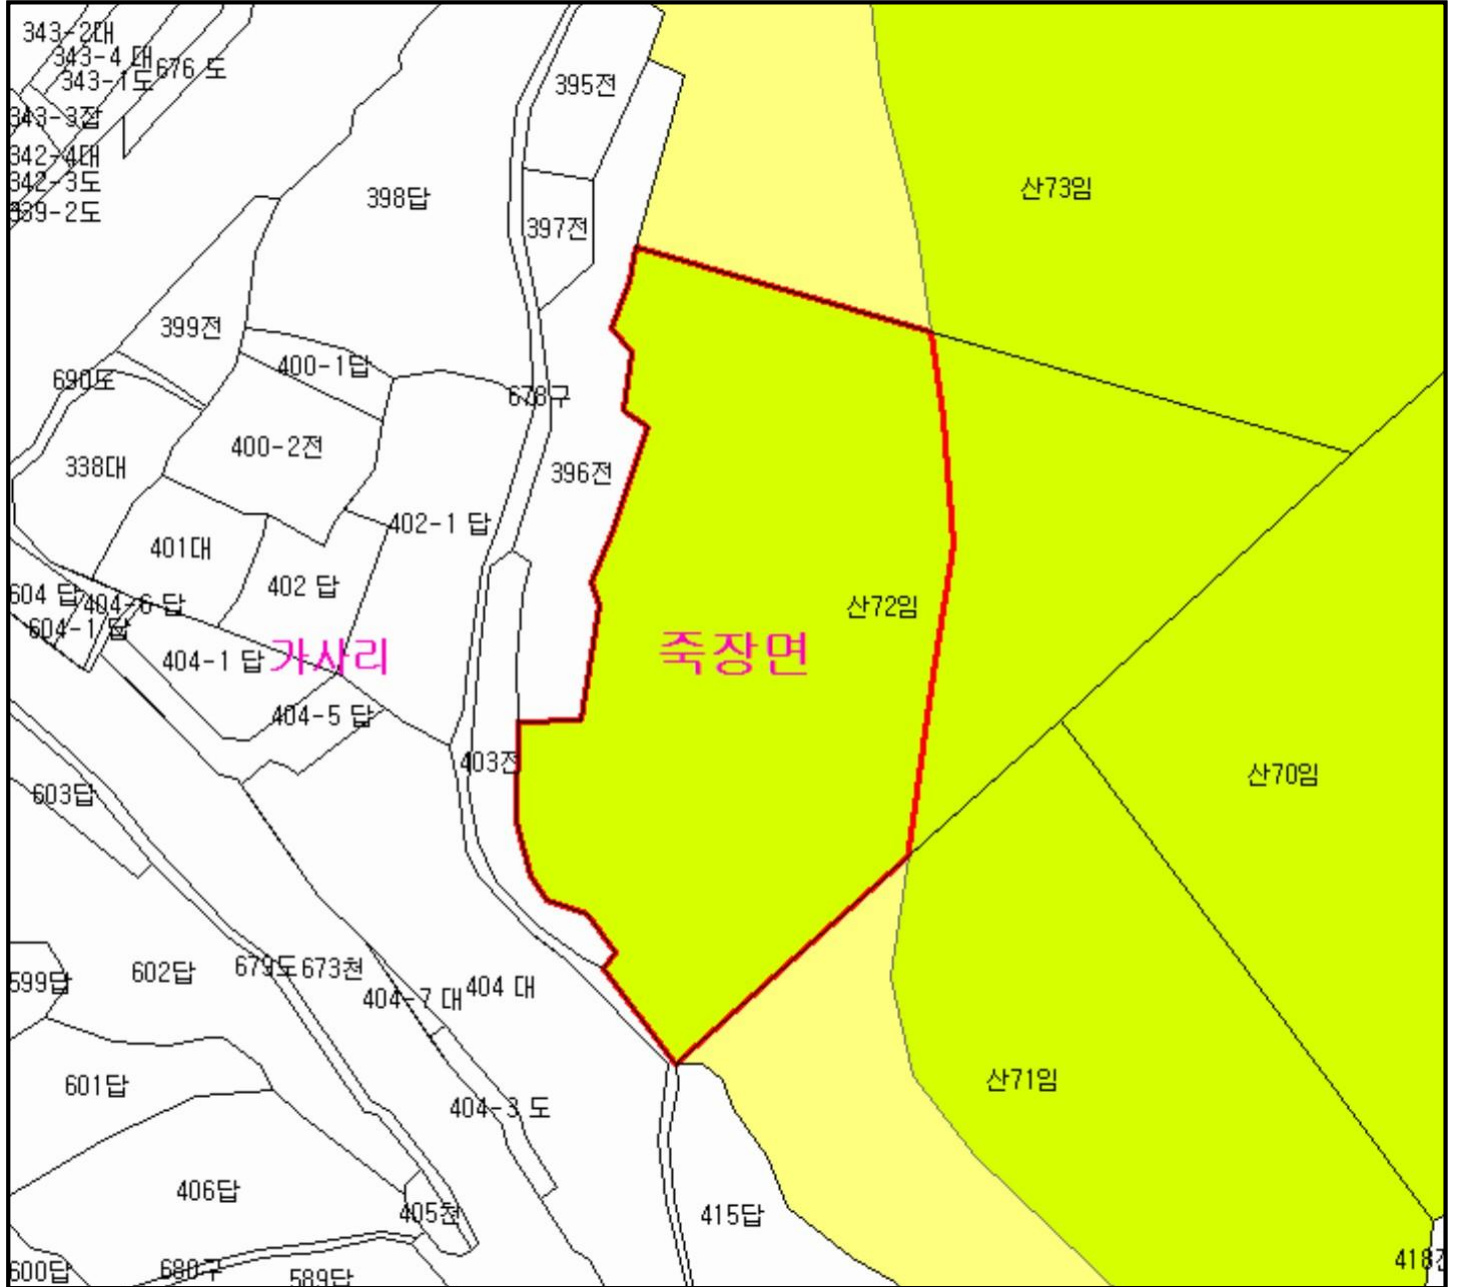 343-2대
343-4 대
343-1도
676 도
343-3잡
342-4대
342-3도
339-2도
395전
산73임
398답
397전
399전
400-1답
690도
678구
400-2전
338대
396전
402-1 답
401대
402 답
604 답
404-6 답
604-1 답
산72임
404-1 답
가사리
죽장면
404-5 답
403전
산70임
603답
602답
679도
673천
599답
404-7 대
404 대
601답
산71임
404-3 도
406답
405천
415답
600답
680구
589답